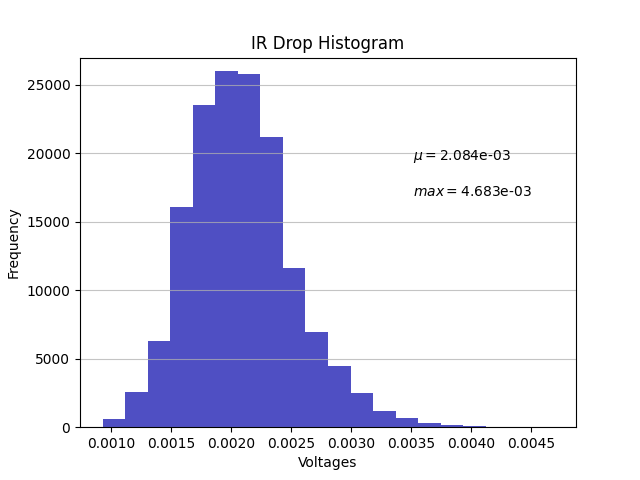 IR Drop Histogram
Frequency
25000
20000
15000
10000
5000
0
μ = 2.084e-03
max = 4.683e-03
0.0010 0.0015 0.0020 0.0025 0.0030 0.0035 0.0040 0.0045
Voltages